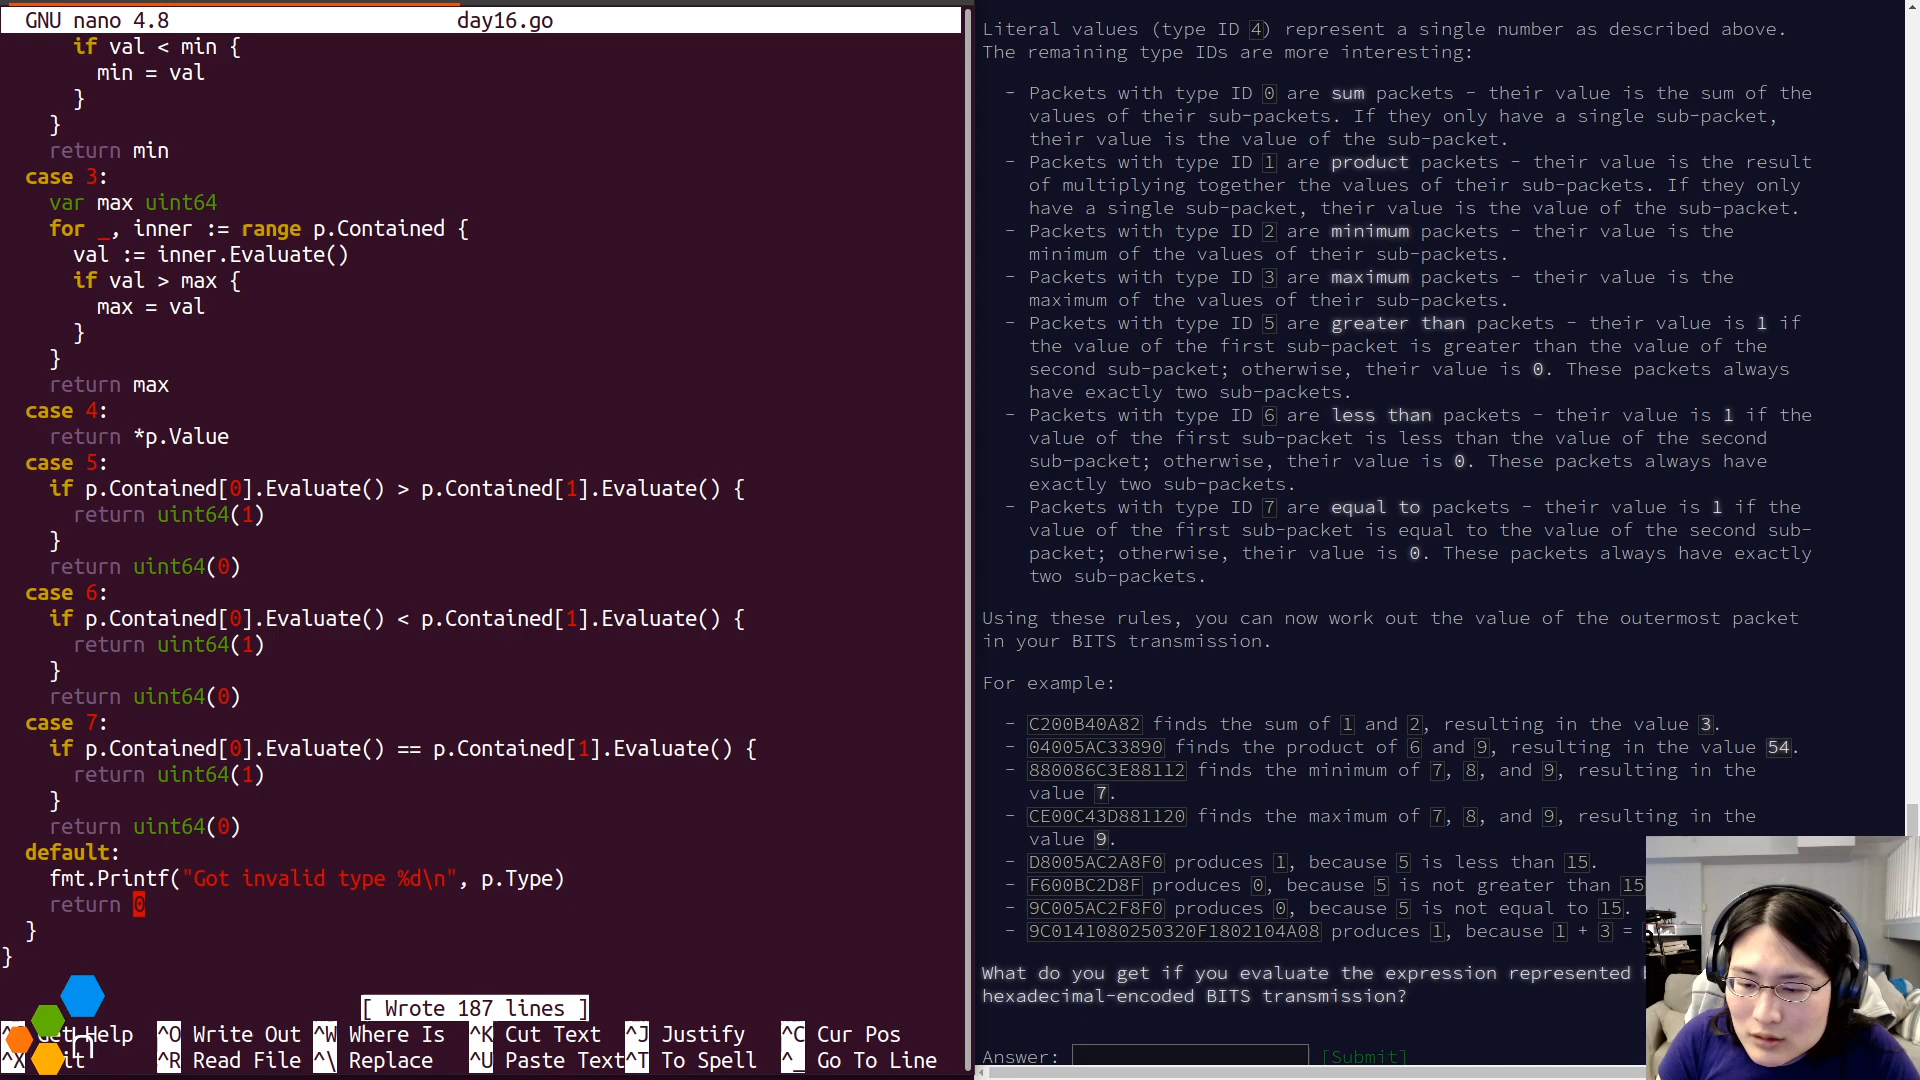 GNU nano 4.8 day16.go
if val < min {
min = val
}
}
return min
case 3:
var max uint64
for _, inner := range p.Contained {
val := inner.Evaluate()
if val > max {
max = val
}
}
return max
case 4:
return *p.Value
case 5:
if p.Contained[0].Evaluate() > p.Contained[1].Evaluate() {
return uint64(1)
}
return uint64(0)
case 6:
if p.Contained[0].Evaluate() < p.Contained[1].Evaluate() {
return uint64(1)
}
return uint64(0)
case 7:
if p.Contained[0].Evaluate() == p.Contained[1].Evaluate() {
return uint64(1)
}
return uint64(0)
default:
fmt.Printf("Got invalid type %d\n", p.Type)
return 0
}
}
[ Wrote 187 lines ]
Help ^O Write Out ^W Where Is ^K Cut Text ^J Justify ^C Cur Pos
^X ^R Read File ^\ Replace ^U Paste Text ^T To Spell ^_ Go To Line
Literal values (type ID 4) represent a single number as described above.
The remaining type IDs are more interesting:
- Packets with type ID 0 are sum packets - their value is the sum of the
values of their sub-packets. If they only have a single sub-packet,
their value is the value of the sub-packet.
- Packets with type ID 1 are product packets - their value is the result
of multiplying together the values of their sub-packets. If they only
have a single sub-packet, their value is the value of the sub-packet.
- Packets with type ID 2 are minimum packets - their value is the
minimum of the values of their sub-packets.
- Packets with type ID 3 are maximum packets - their value is the
maximum of the values of their sub-packets.
- Packets with type ID 5 are greater than packets - their value is 1 if
the value of the first sub-packet is greater than the value of the
second sub-packet; otherwise, their value is 0. These packets always
have exactly two sub-packets.
- Packets with type ID 6 are less than packets - their value is 1 if the
value of the first sub-packet is less than the value of the second
sub-packet; otherwise, their value is 0. These packets always have
exactly two sub-packets.
- Packets with type ID 7 are equal to packets - their value is 1 if the
value of the first sub-packet is equal to the value of the second sub-
packet; otherwise, their value is 0. These packets always have exactly
two sub-packets.
Using these rules, you can now work out the value of the outermost packet
in your BITS transmission.
For example:
- C200B40A82 finds the sum of 1 and 2, resulting in the value 3.
- 04005AC33890 finds the product of 6 and 9, resulting in the value 54.
- 880086C3E88112 finds the minimum of 7, 8, and 9, resulting in the
value 7.
- CE00C43D881120 finds the maximum of 7, 8, and 9, resulting in the
value 9.
- D8005AC2A8F0 produces 1, because 5 is less than 15.
- F600BC2D8F produces 0, because 5 is not greater than 15
- 9C005AC2F8F0 produces 0, because 5 is not equal to 15.
- 9C0141080250320F1802104A08 produces 1, because 1 + 3 =
What do you get if you evaluate the expression represented
hexadecimal-encoded BITS transmission?
Answer: [Submit]